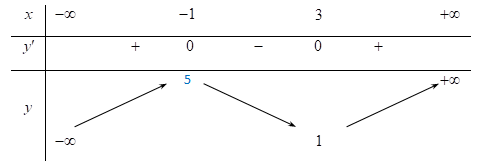 x −∞ −1 3 +∞
y' + 0 − 0 +
5 +∞
y
−∞ 1